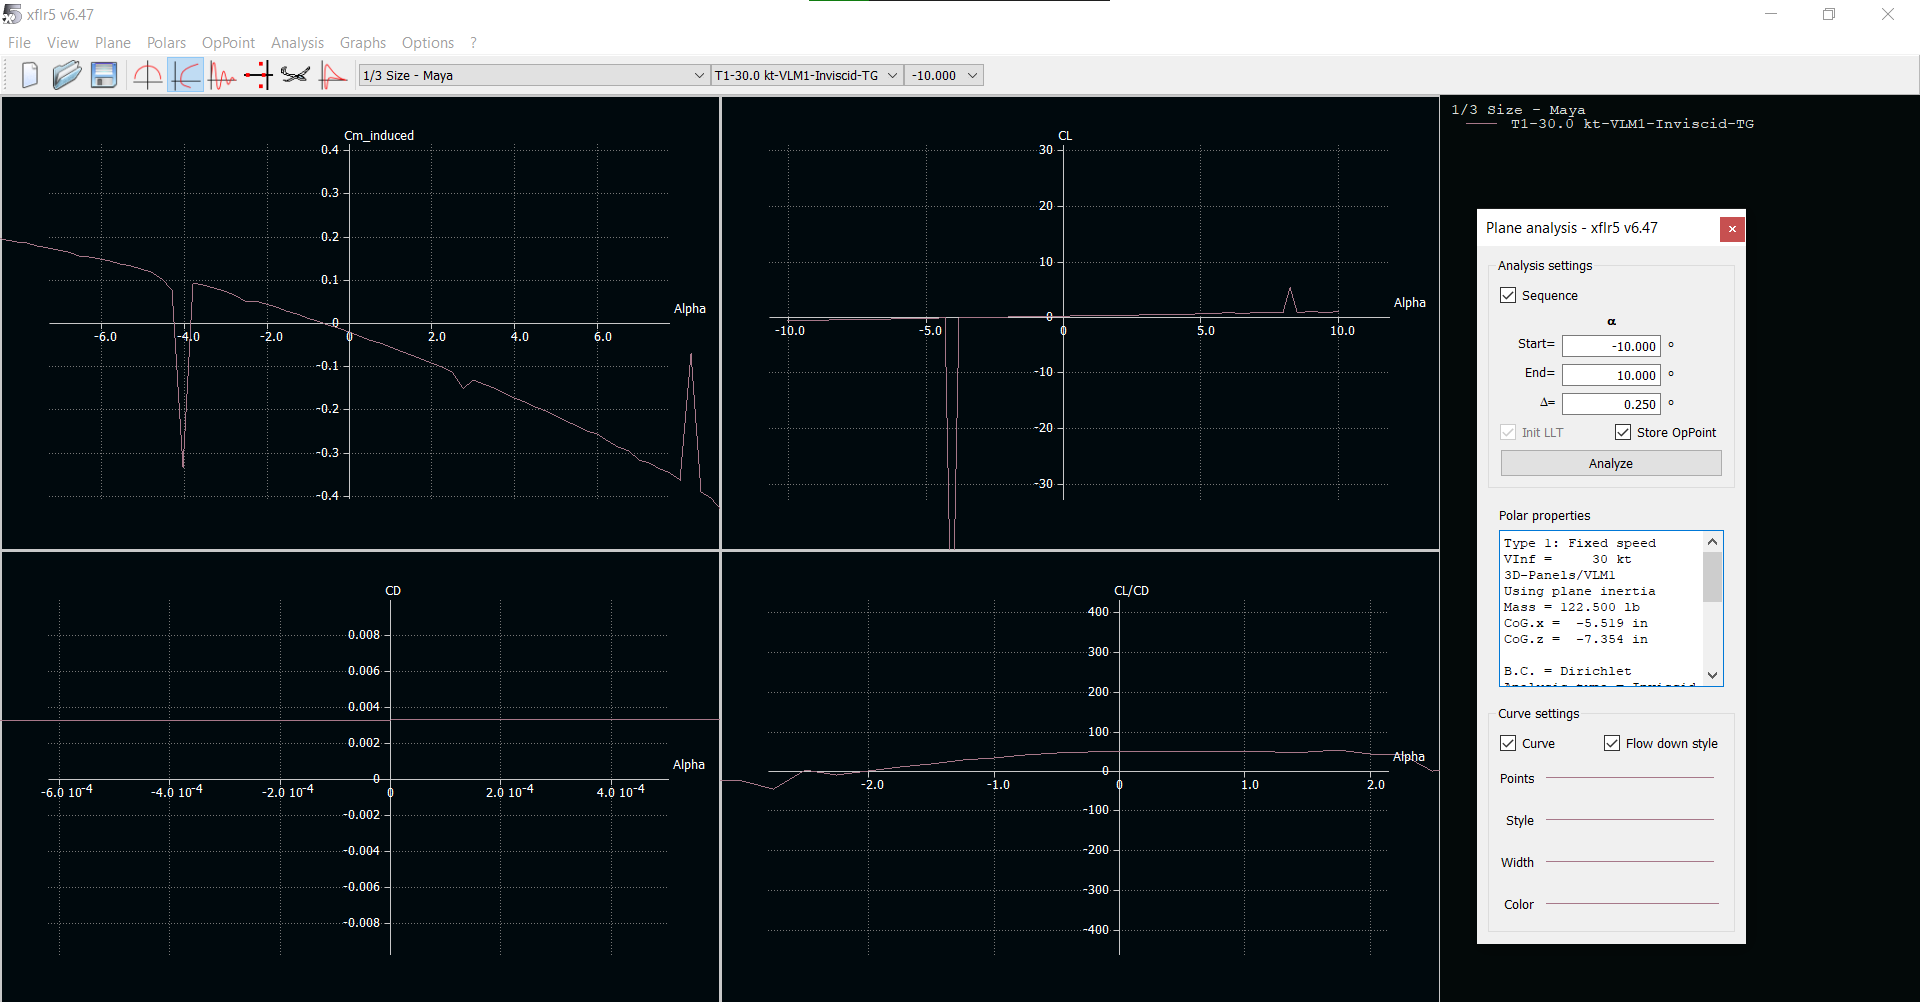 xflr5 v6.47
File View Plane Polars OpPoint Analysis Graphs Options ?
1/3 Size - Maya
T1-30.0 kt-VLM1-Inviscid-TG
-10.000
Cm_induced
0.4
0.3
0.2
0.1
0
-0.1
-0.2
-0.3
-0.4
Alpha
-6.0 -4.0 -2.0 0 2.0 4.0 6.0
CL
30
20
10
0
-10
-20
-30
Alpha
-10.0 -5.0 0 5.0 10.0
CD
0.008
0.006
0.004
0.002
0
-0.002
-0.004
-0.006
-0.008
Alpha
-6.0 10-4 -4.0 10-4 -2.0 10-4 0 2.0 10-4 4.0 10-4
CL/CD
400
300
200
100
0
-100
-200
-300
-400
Alpha
-2.0 -1.0 0 1.0 2.0
1/3 Size - Maya
T1-30.0 kt-VLM1-Inviscid-TG
Plane analysis - xflr5 v6.47
Analysis settings
Sequence
α
Start= -10.000 °
End= 10.000 °
Δ= 0.250 °
Init LLT
Store OpPoint
Analyze
Polar properties
Type 1: Fixed speed
VInf = 30 kt
3D-Panels/VLM1
Using plane inertia
Mass = 122.500 lb
CoG.x = -5.519 in
CoG.z = -7.354 in
B.C. = Dirichlet
Analysis type = Inviscid
Curve settings
Curve
Flow down style
Points
Style
Width
Color